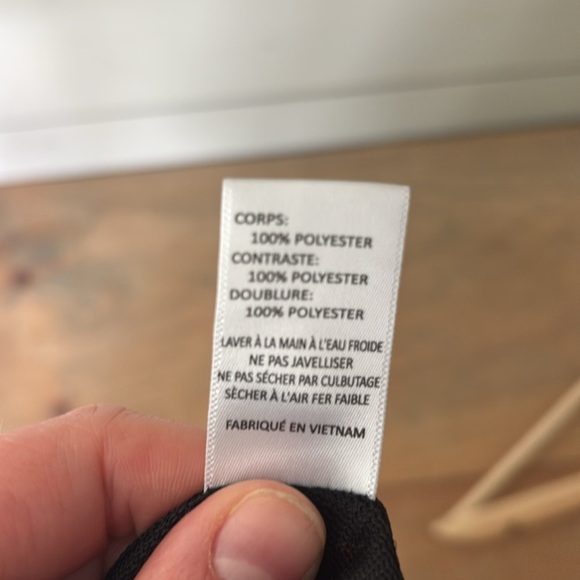 CORPS:
100% POLYESTER
CONTRASTE:
100% POLYESTER
DOUBLURE:
100% POLYESTER
LAVER À LA MAIN À L'EAU FROIDE
NE PAS JAVELLISER
NE PAS SÉCHER PAR CULBUTAGE
SÈCHER À L'AIR FER FAIBLE
FABRIQUÉ EN VIETNAM